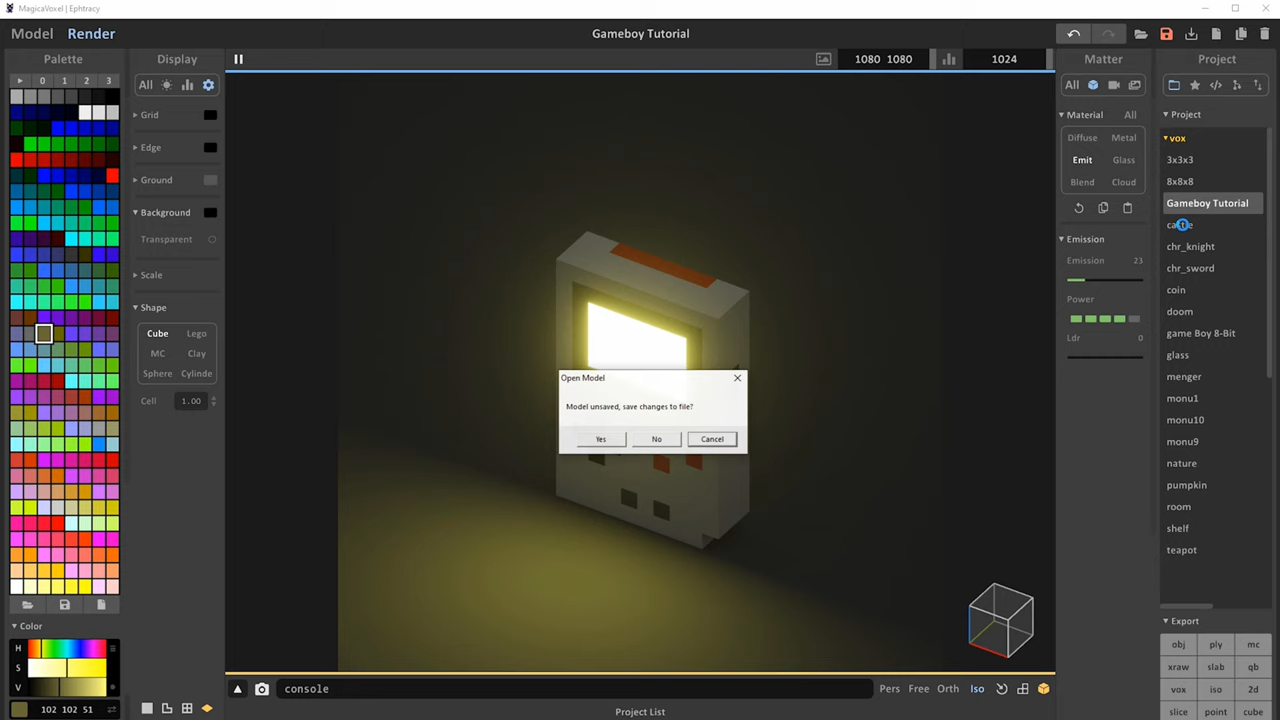 MagicaVoxel | Ephtracy
Model Render
Gameboy Tutorial
Palette
0 1 2 3
Color
H
S
V
102 102 51
Display
All
Grid
Edge
Ground
Background
Transparent
Scale
Shape
Cube Lego
MC Clay
Sphere Cylinde
Cell 1.00
1080 1080
1024
Open Model
Model unsaved, save changes to file?
Yes No Cancel
console
Pers Free Orth Iso
Project List
Matter
All
Material All
Diffuse Metal
Emit Glass
Blend Cloud
Emission
Emission 23
Power
Ldr 0
Project
Project
vox
3x3x3
8x8x8
Gameboy Tutorial
chr_knight
chr_sword
coin
doom
game Boy 8-Bit
glass
menger
monu1
monu10
monu9
nature
pumpkin
room
shelf
teapot
Export
obj ply mc
xraw slab qb
vox iso 2d
slice point cube